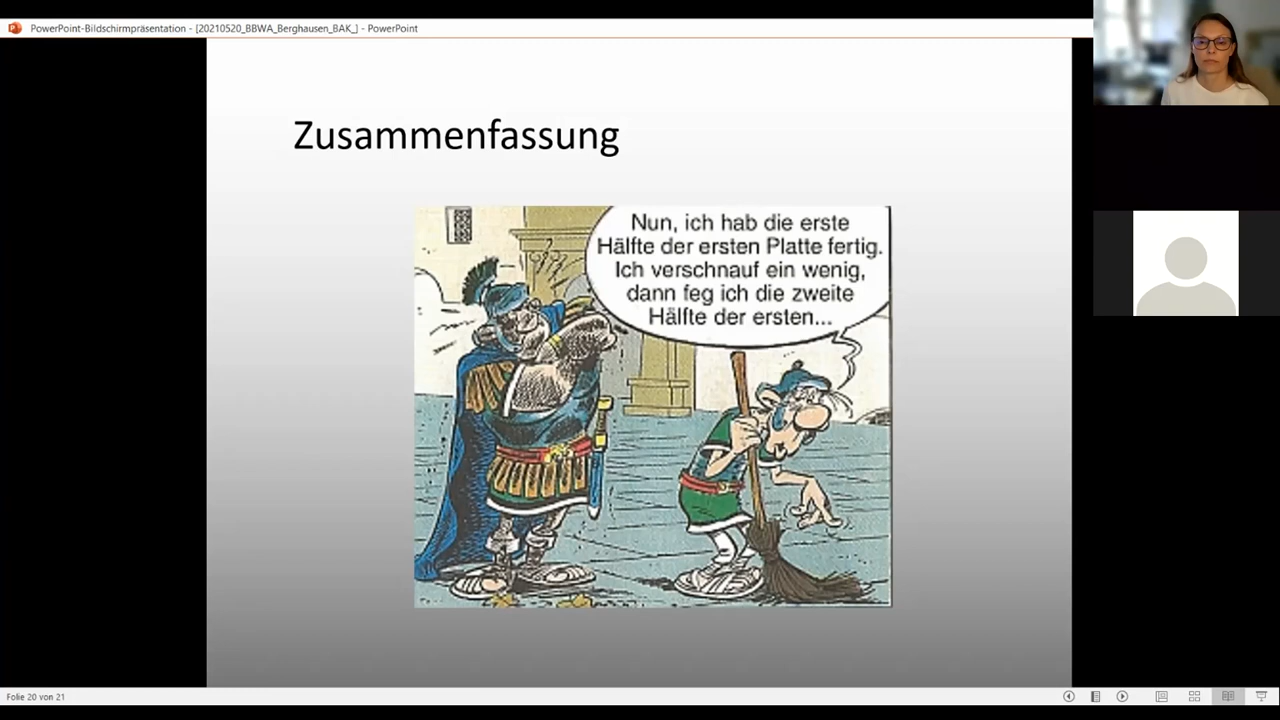 PowerPoint-Bildschirmpräsentation - [20210520_BBWA_Berghausen_BAK_] - PowerPoint
Zusammenfassung
Nun, ich hab die erste
Hälfte der ersten Platte fertig.
Ich verschnauf ein wenig,
dann feg ich die zweite
Hälfte der ersten...
Folie 20 von 21